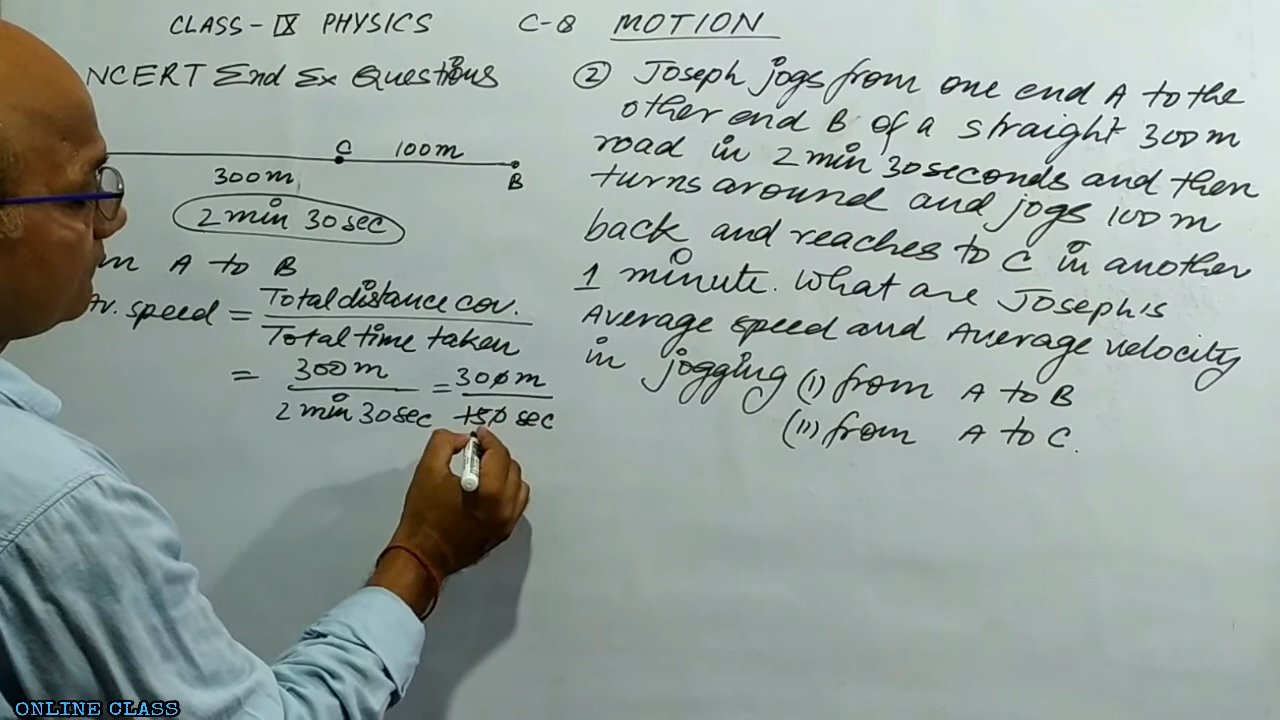 CLASS-IX PHYSICS C-8 MOTION
NCERT End Ex Questions
C 100m
B
300m
2 min 30 sec
A to B
Av. speed = Total distance cov.
Total time taken
= 300m = 300m
2 min 30 sec 150 sec
② Joseph jogs from one end A to the
other end B of a straight 300m
road in 2 min 30 seconds and then
turns around and jogs 100m
back and reaches to C in another
1 minute. What are Joseph's
Average speed and Average velocity
in jogging (i) from A to B
(ii) from A to C.
ONLINE CLASS